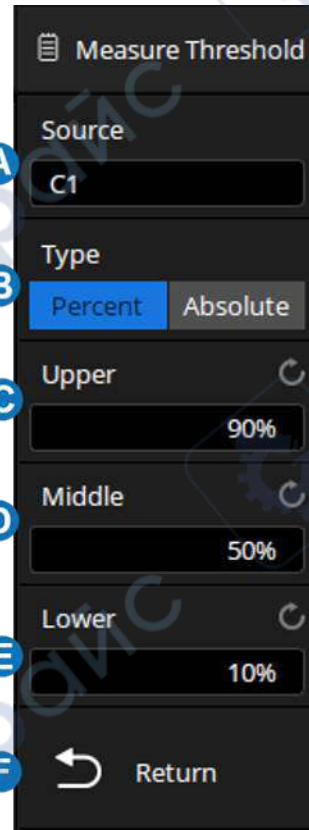 Measure Threshold
Source
A
C1
Type
B
Percent Absolute
Upper
C
90%
Middle
D
50%
Lower
E
10%
F
Return